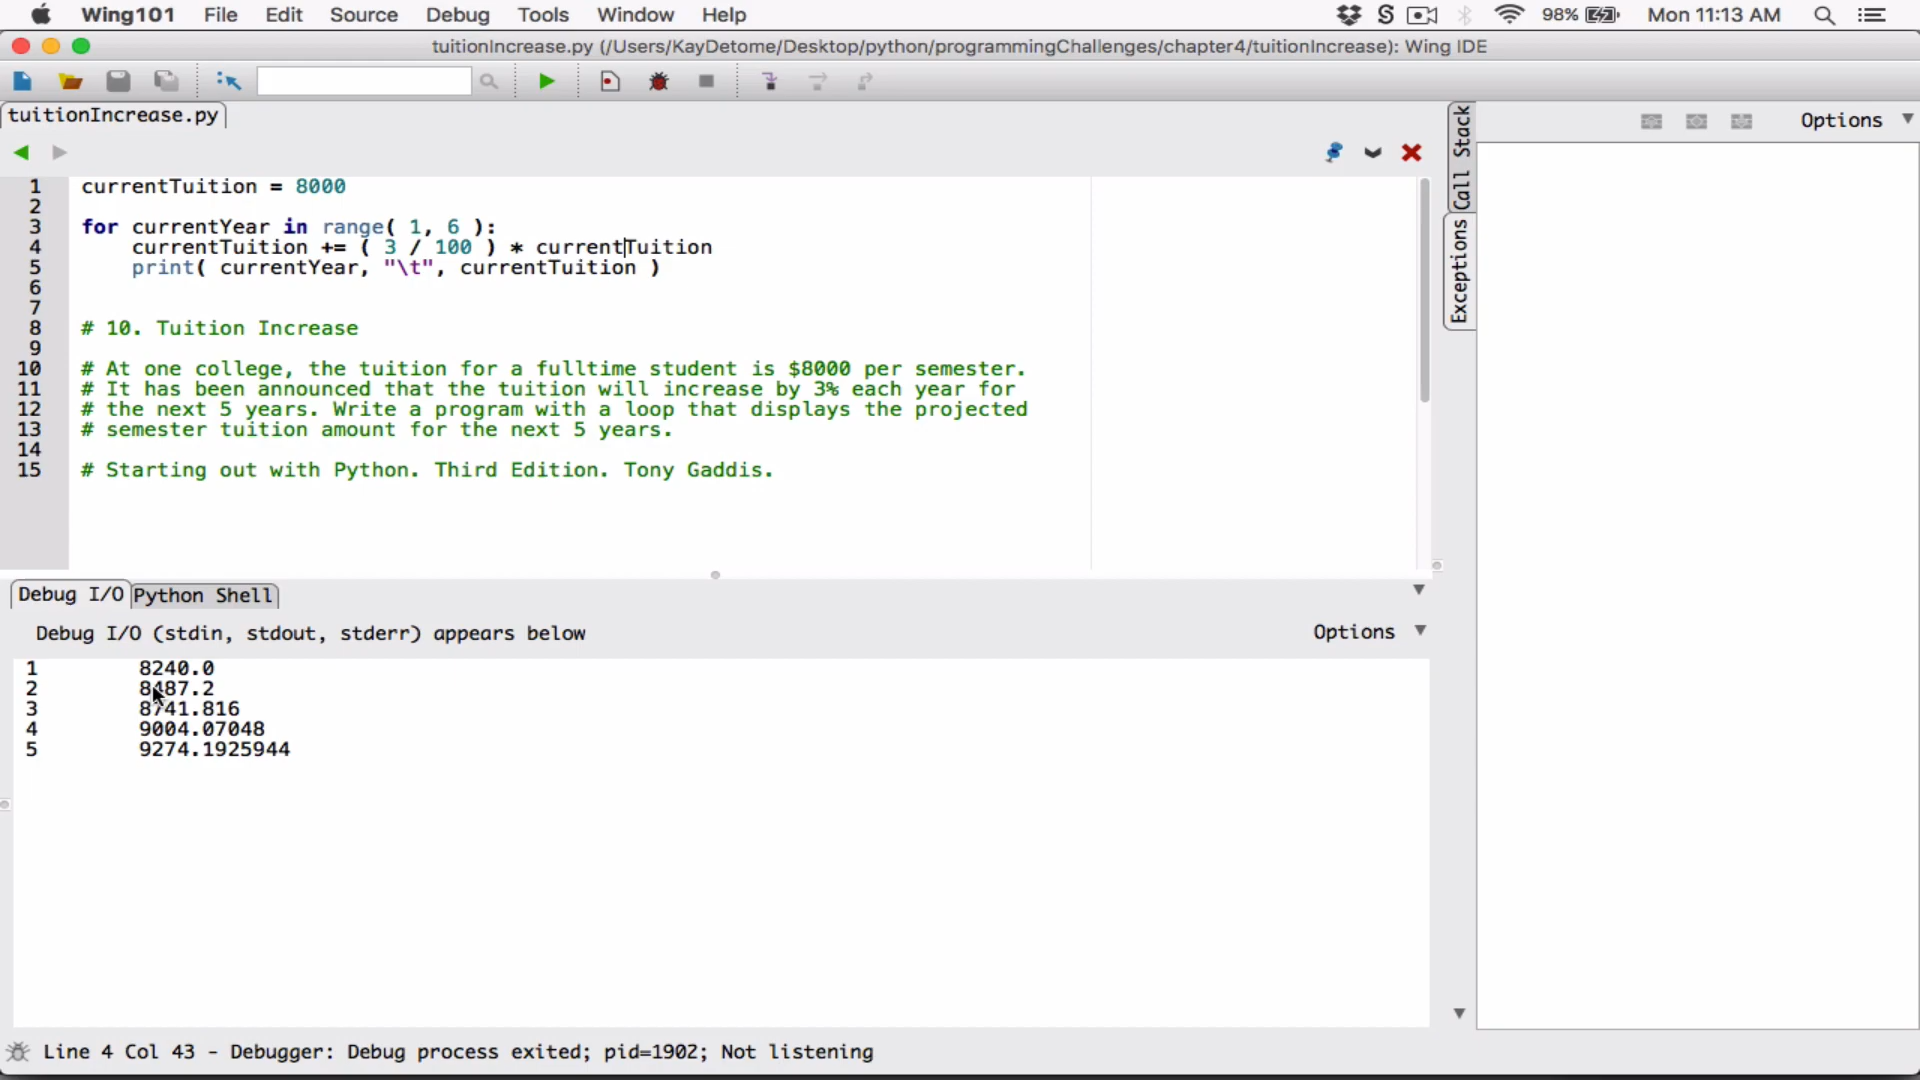 Wing101 File Edit Source Debug Tools Window Help 98% Mon 11:13 AM
tuitionIncrease.py (/Users/KayDetome/Desktop/python/programmingChallenges/chapter4/tuitionIncrease): Wing IDE
tuitionIncrease.py
Options
Call Stack
Exceptions
1 currentTuition = 8000
2
3 for currentYear in range( 1, 6 ):
4     currentTuition += ( 3 / 100 ) * currentTuition
5     print( currentYear, "\t", currentTuition )
6
7
8 # 10. Tuition Increase
9
10 # At one college, the tuition for a fulltime student is $8000 per semester.
11 # It has been announced that the tuition will increase by 3% each year for
12 # the next 5 years. Write a program with a loop that displays the projected
13 # semester tuition amount for the next 5 years.
14
15 # Starting out with Python. Third Edition. Tony Gaddis.
Debug I/O Python Shell
Debug I/O (stdin, stdout, stderr) appears below Options
1 8240.0
2 8487.2
3 8741.816
4 9004.07048
5 9274.1925944
Line 4 Col 43 - Debugger: Debug process exited; pid=1902; Not listening